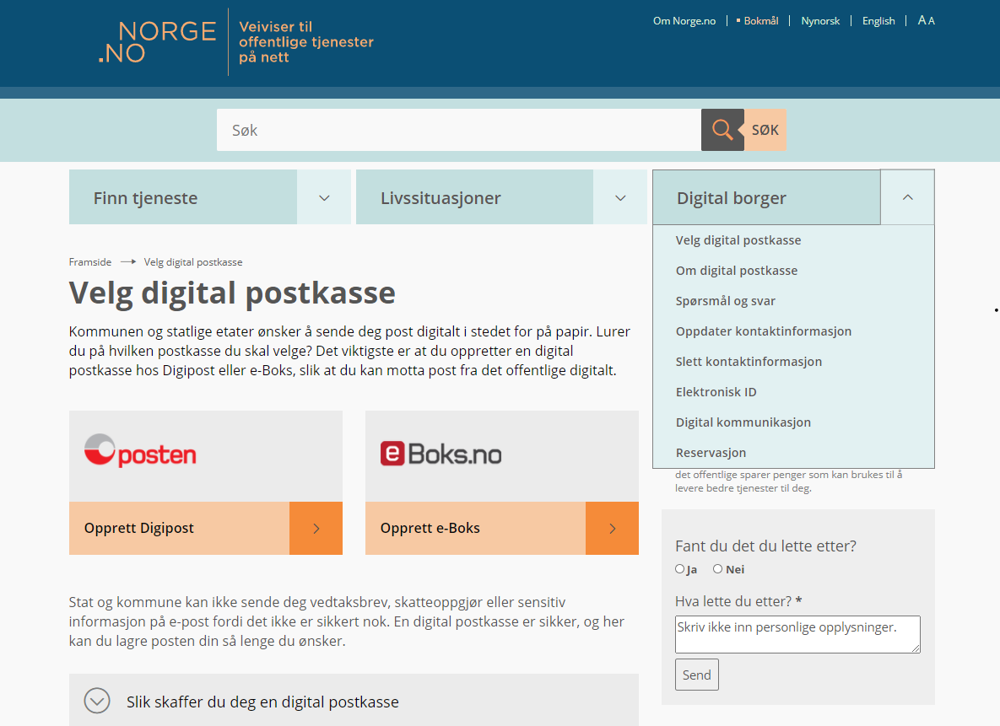 NORGE
.NO
Veiviser til
offentlige tjenester
på nett
Om Norge.no
Bokmål
Nynorsk
English
A A
Søk
SØK
Finn tjeneste
Livssituasjoner
Digital borger
Velg digital postkasse
Om digital postkasse
Spørsmål og svar
Oppdater kontaktinformasjon
Slett kontaktinformasjon
Elektronisk ID
Digital kommunikasjon
Reservasjon
Framside
Velg digital postkasse
Velg digital postkasse
Kommunen og statlige etater ønsker å sende deg post digitalt i stedet for på papir. Lurer
du på hvilken postkasse du skal velge? Det viktigste er at du oppretter en digital
postkasse hos Digipost eller e-Boks, slik at du kan motta post fra det offentlige digitalt.
posten
Opprett Digipost
e Boks.no
Opprett e-Boks
Stat og kommune kan ikke sende deg vedtaksbrev, skatteoppgjør eller sensitiv
informasjon på e-post fordi det ikke er sikkert nok. En digital postkasse er sikker, og her
kan du lagre posten din så lenge du ønsker.
Slik skaffer du deg en digital postkasse
det offentlige sparer penger som kan brukes til å
levere bedre tjenester til deg.
Fant du det du lette etter?
Ja Nei
Hva lette du etter? *
Skriv ikke inn personlige opplysninger.
Send